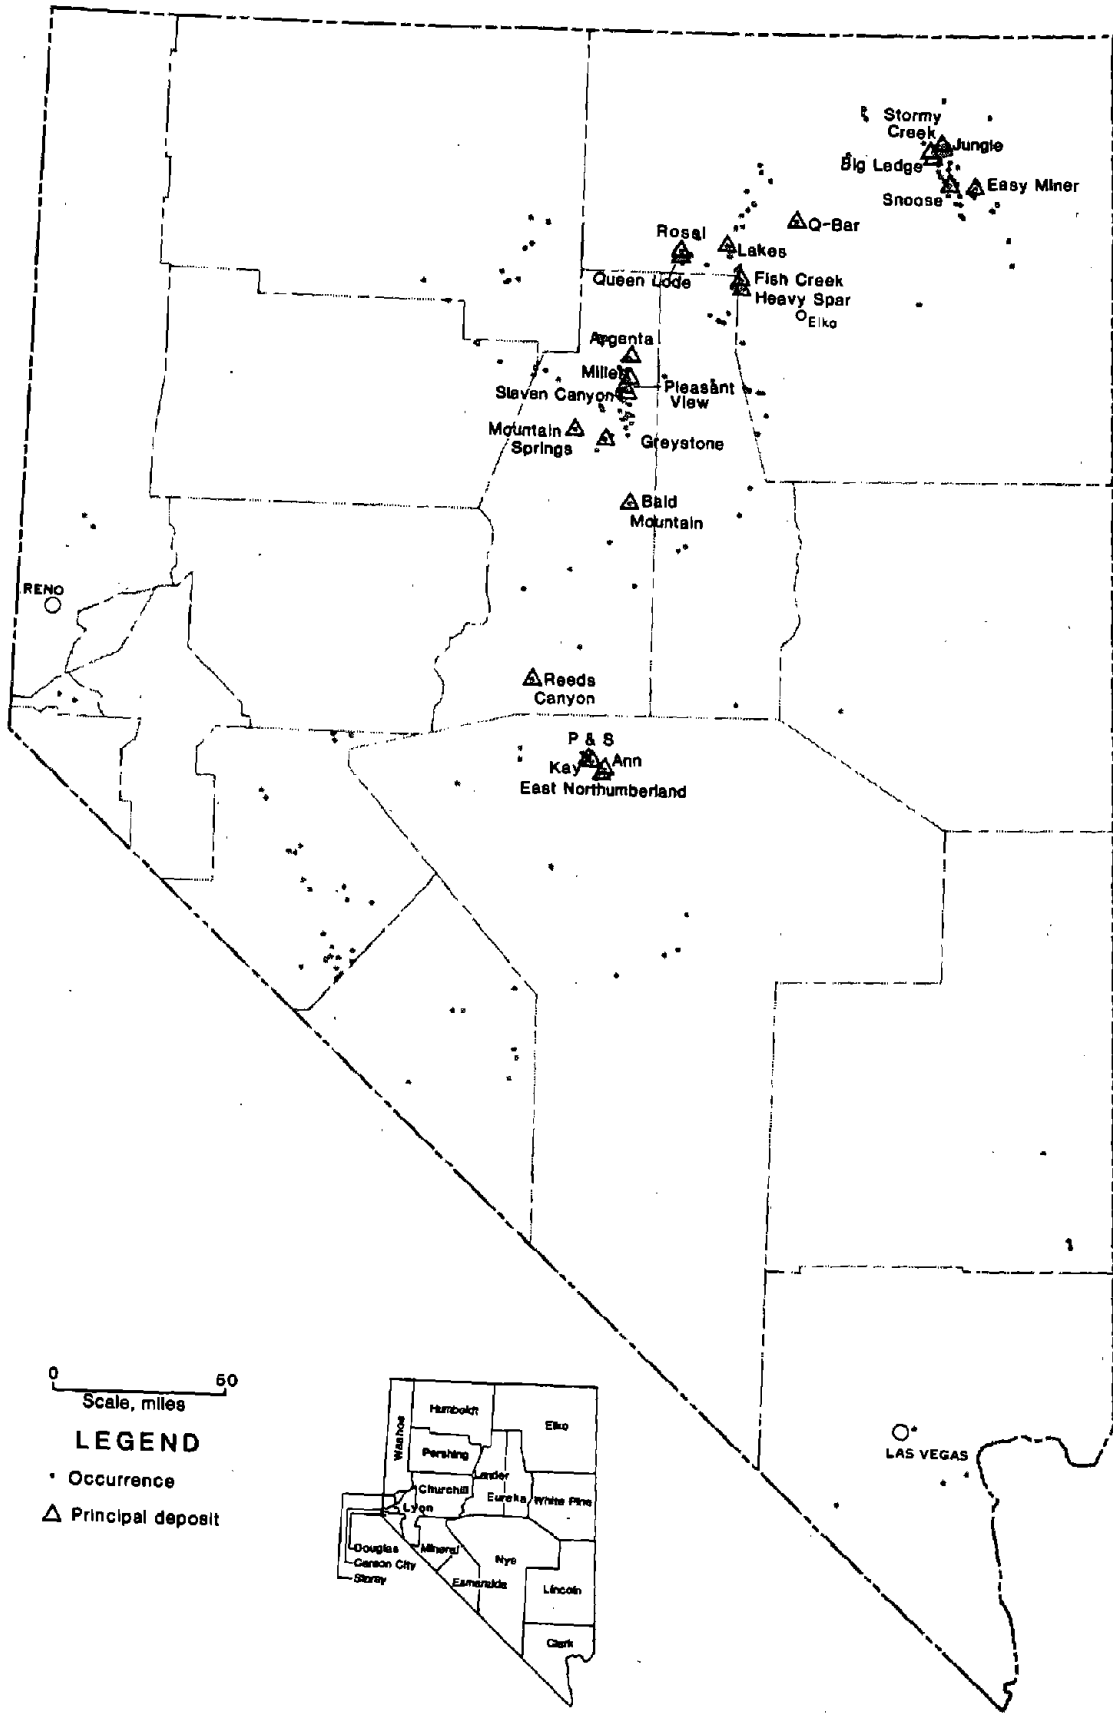 Stormy
Creek
Jungle
Big Ledge
Easy Miner
Snoose
Q-Bar
Rosal
Lakes
Queen Lode
Fish Creek
Heavy Spar
Elko
Argenta
Miller
Pleasant
View
Slaven Canyon
Mountain
Springs
Greystone
Bald
Mountain
RENO
Reeds
Canyon
P & S
Kay
Ann
East Northumberland
0 50
Scale, miles
LEGEND
Occurrence
Principal deposit
LAS VEGAS
Washoe
Humboldt
Elko
Pershing
Lander
Churchill
Eureka
White Pine
Lyon
Douglas
Carson City
Storey
Mineral
Nye
Esmeralda
Lincoln
Clark